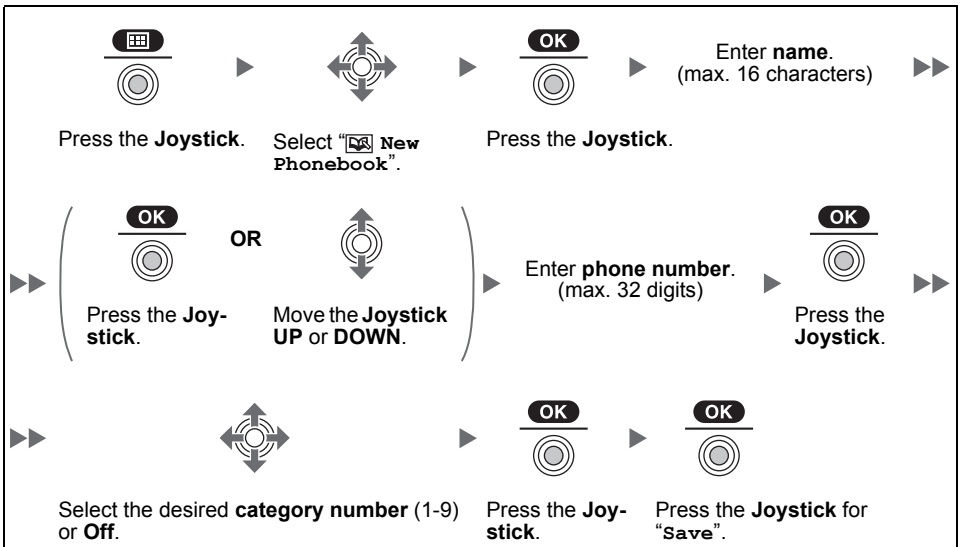 OK
Enter name.
(max. 16 characters)
Press the Joystick.
Select “ New
Phonebook”.
Press the Joystick.
OK
OR
Press the Joy-
stick.
Move the Joystick
UP or DOWN.
Enter phone number.
(max. 32 digits)
OK
Press the
Joystick.
Select the desired category number (1-9)
or Off.
OK
Press the Joy-
stick.
OK
Press the Joystick for
“Save”.